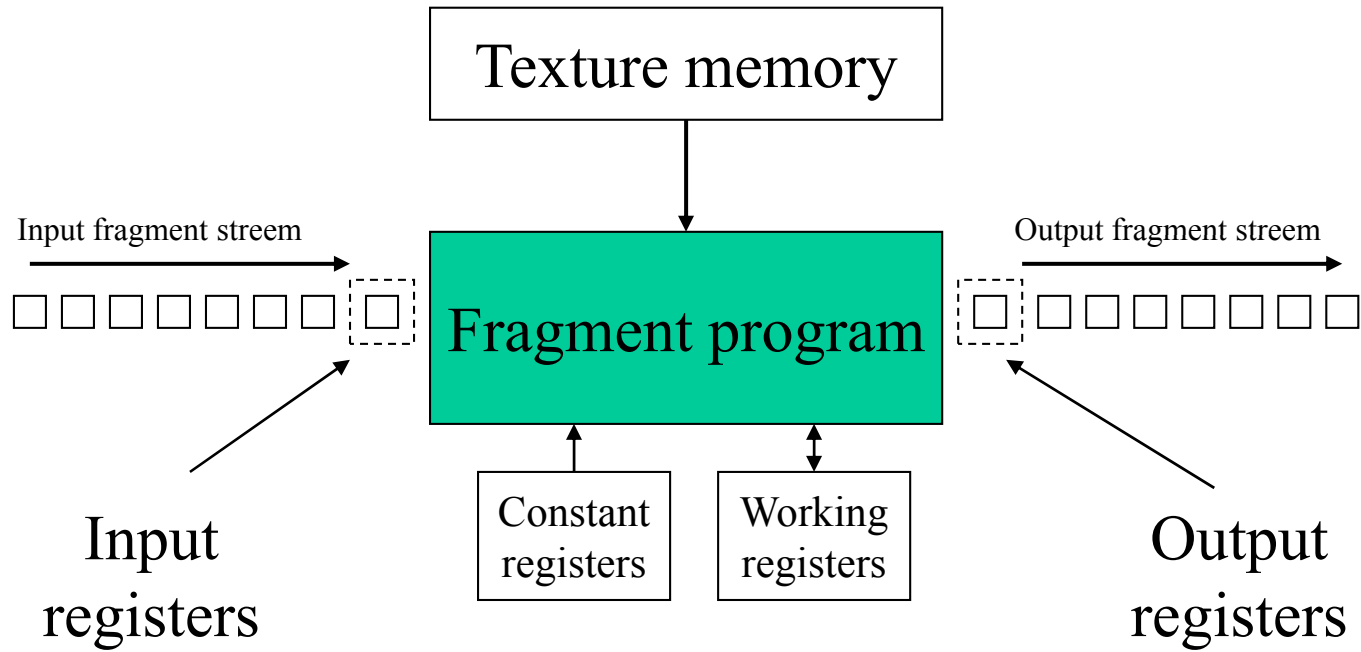 Texture memory
Input fragment streem
Output fragment streem
Fragment program
Constant
registers
Working
registers
Input
registers
Output
registers